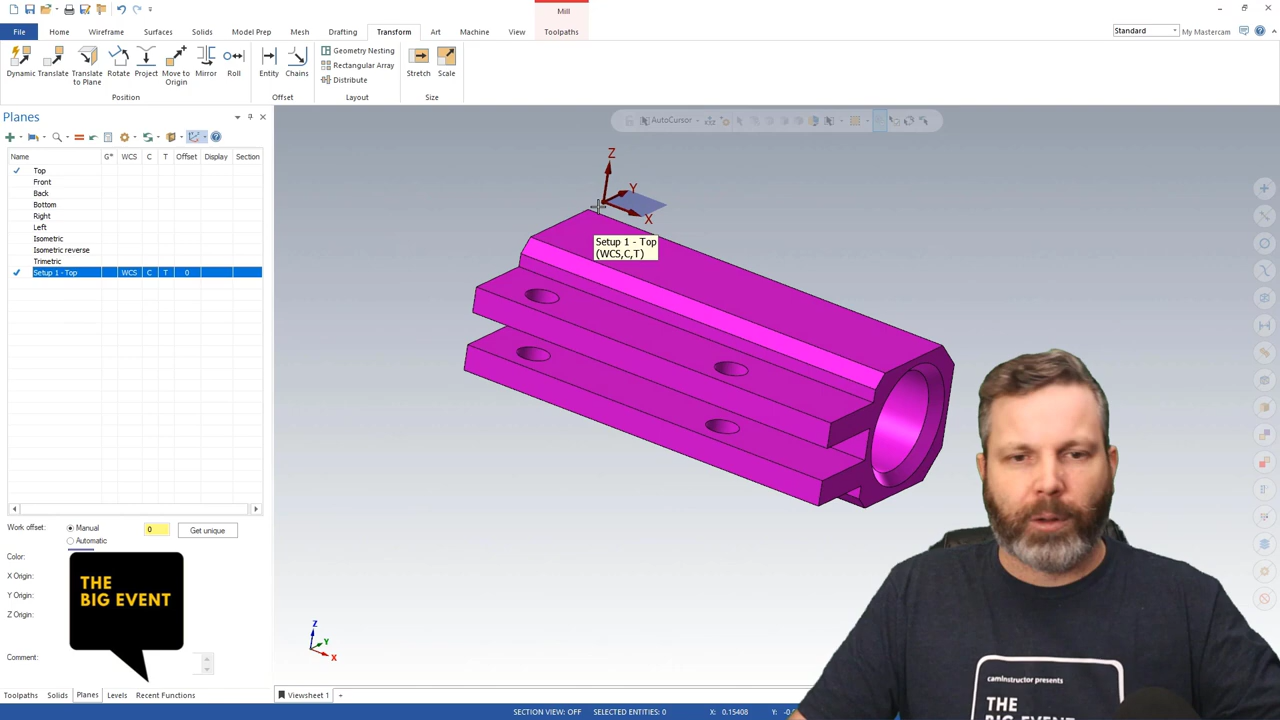 Mill
File
Home
Wireframe
Surfaces
Solids
Model Prep
Mesh
Drafting
Transform
Art
Machine
View
Toolpaths
Standard
My Mastercam
Dynamic
Translate
Translate to Plane
Rotate
Project
Move to Origin
Mirror
Roll
Position
Entity
Chains
Offset
Geometry Nesting
Rectangular Array
Distribute
Layout
Stretch
Scale
Size
Planes
AutoCursor
Name G WCS C T Offset Display Section
Top
Front
Back
Bottom
Right
Left
Isometric
Isometric reverse
Trimetric
Setup 1 - Top WCS C T 0
Z
Y
X
Setup 1 - Top
(WCS,C,T)
Work offset:
Manual
0
Get unique
Automatic
Color:
X Origin:
Y Origin:
Z Origin:
Comment:
THE
BIG EVENT
Z
Y
X
caminstructor presents
THE
BIG EVENT
Toolpaths
Solids
Planes
Levels
Recent Functions
Viewsheet 1
+
SECTION VIEW: OFF
SELECTED ENTITIES: 0
X: 0.15408
Y: